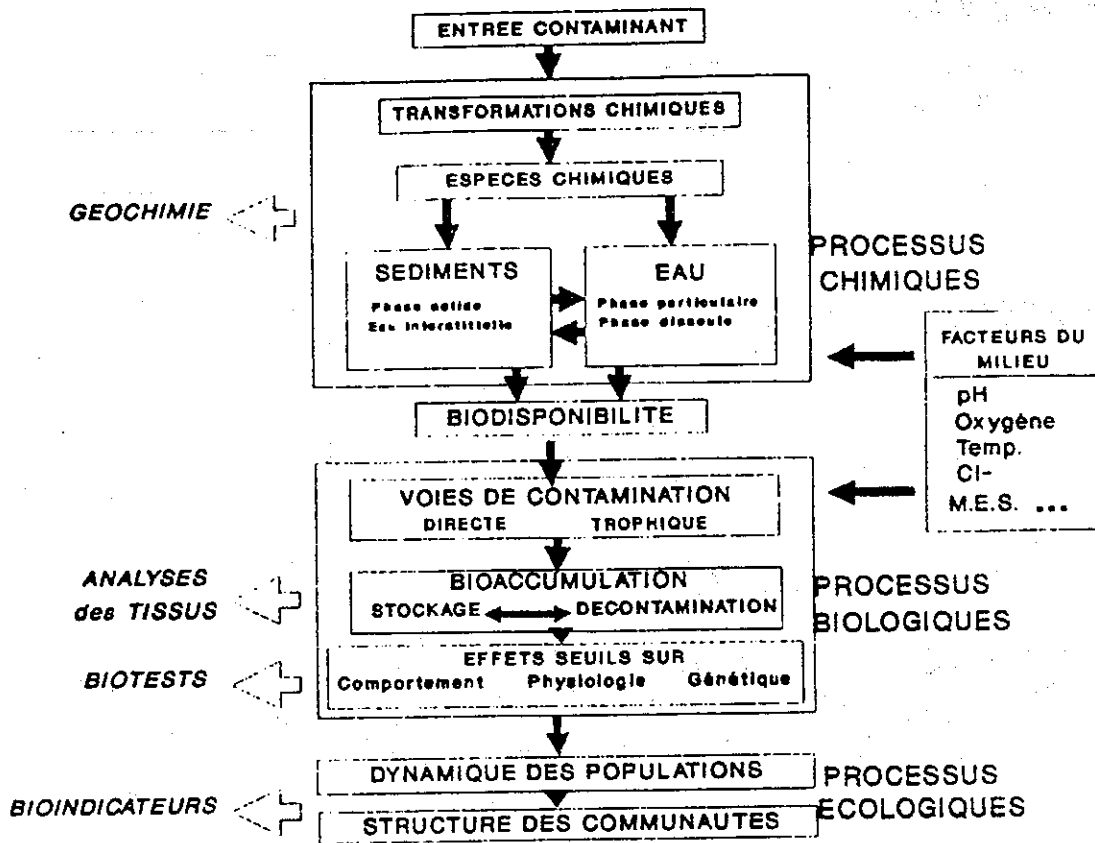 ENTREE CONTAMINANT
TRANSFORMATIONS CHIMIQUES
ESPECES CHIMIQUES
GEOCHIMIE
SEDIMENTS
Phase solide
Eau interstitielle
EAU
Phase particulaire
Phase dissoute
PROCESSUS
CHIMIQUES
FACTEURS DU
MILIEU
pH
Oxygène
Temp.
Cl-
M.E.S. ...
BIODISPONIBILITE
VOIES DE CONTAMINATION
DIRECTE TROPHIQUE
ANALYSES
des TISSUS
BIOACCUMULATION
STOCKAGE DECONTAMINATION
PROCESSUS
BIOLOGIQUES
BIOTESTS
EFFETS SEUILS SUR
Comportement Physiologie Génétique
DYNAMIQUE DES POPULATIONS
PROCESSUS
ECOLOGIQUES
BIOINDICATEURS
STRUCTURE DES COMMUNAUTES